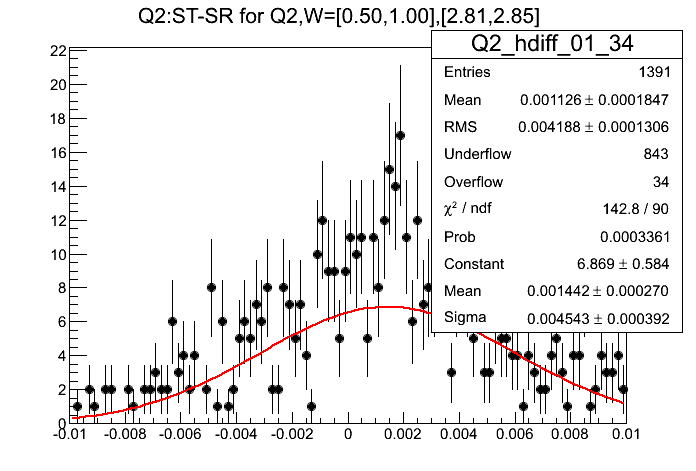 Q2:ST-SR for Q2,W=[0.50,1.00],[2.81,2.85]
Q2_hdiff_01_34
Entries 1391
Mean 0.001126 ± 0.0001847
RMS 0.004188 ± 0.0001306
Underflow 843
Overflow 34
χ² / ndf 142.8 / 90
Prob 0.0003361
Constant 6.869 ± 0.584
Mean 0.001442 ± 0.000270
Sigma 0.004543 ± 0.000392
22
20
18
16
14
12
10
8
6
4
2
0
-0.01 -0.008 -0.006 -0.004 -0.002 0 0.002 0.004 0.006 0.008 0.01